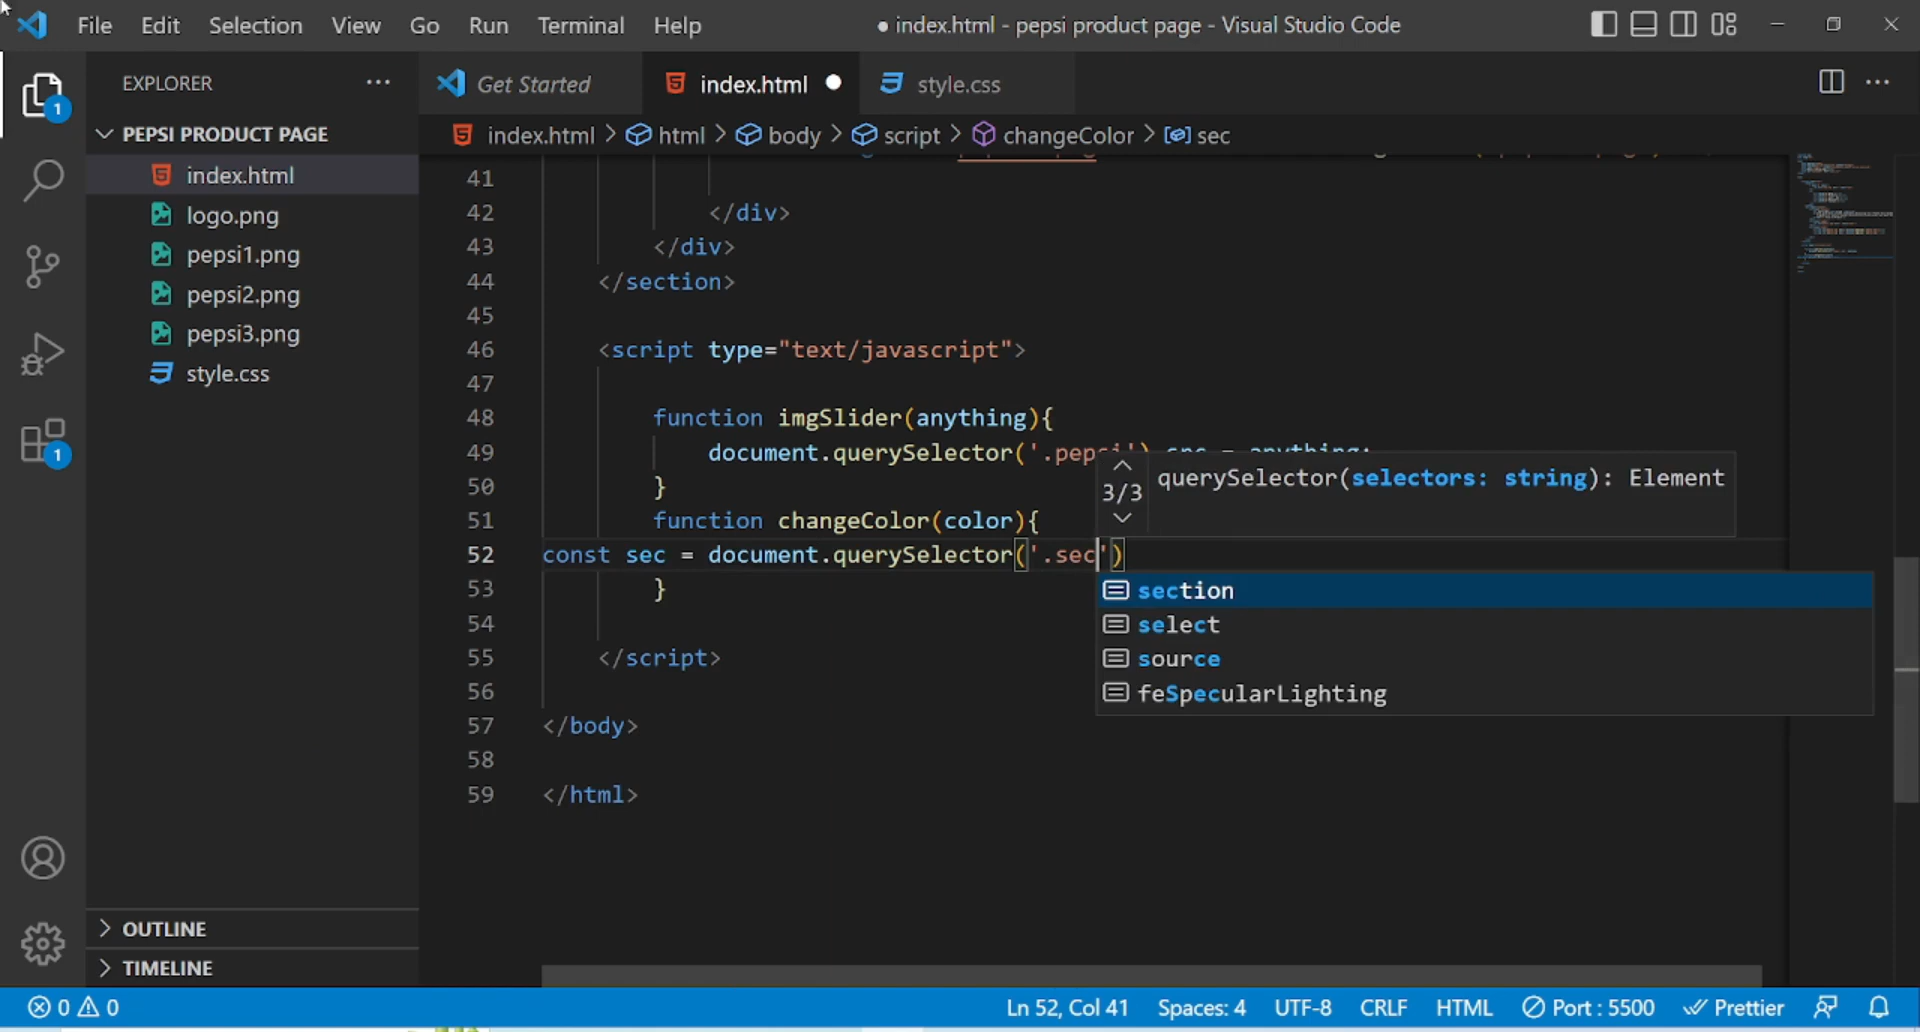 File Edit Selection View Go Run Terminal Help
● index.html - pepsi product page - Visual Studio Code
EXPLORER ...
Get Started
index.html ●
style.css
...
1
PEPSI PRODUCT PAGE
index.html > html > body > script > changeColor > sec
index.html
logo.png
pepsi1.png
pepsi2.png
pepsi3.png
style.css
1
41
42 </div>
43 </div>
44 </section>
45
46 <script type="text/javascript">
47
48 function imgSlider(anything){
49 document.querySelector('.pepsi').src = anything;
3/3 querySelector(selectors: string): Element
50 }
51 function changeColor(color){
52 const sec = document.querySelector('.sec')
section
53 }
select
54
source
55 </script>
feSpecularLighting
56
57 </body>
58
59 </html>
OUTLINE
TIMELINE
0 0
Ln 52, Col 41 Spaces: 4 UTF-8 CRLF HTML Port : 5500 Prettier